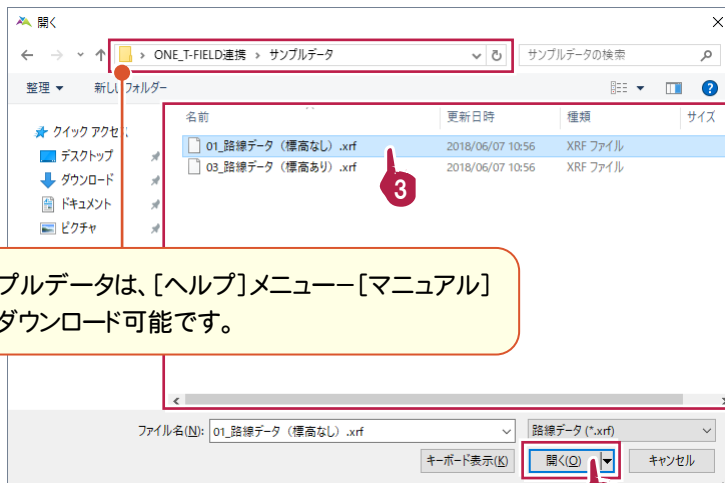 開く
ONE_T-FIELD連携 › サンプルデータ
サンプルデータの検索
整理
新しいフォルダー
名前 更新日時 種類 サイズ
クイック アクセス
デスクトップ
ダウンロード
ドキュメント
ピクチャ
01_路線データ（標高なし）.xrf 2018/06/07 10:56 XRF ファイル
03_路線データ（標高あり）.xrf 2018/06/07 10:56 XRF ファイル
3
プルデータは、［ヘルプ］メニュー－［マニュアル］
ダウンロード可能です。
ファイル名(N): 01_路線データ（標高なし）.xrf 路線データ (*.xrf)
キーボード表示(K) 開く(O) キャンセル